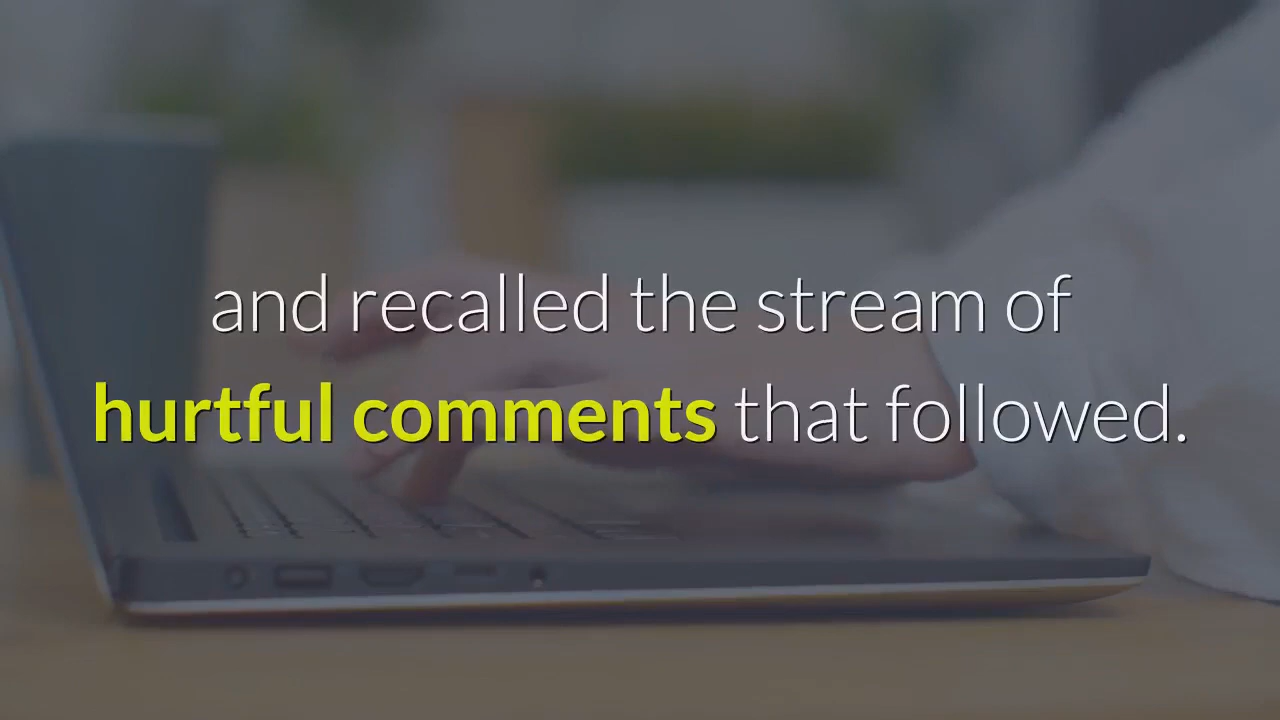 and recalled the stream of
hurtful comments that followed.